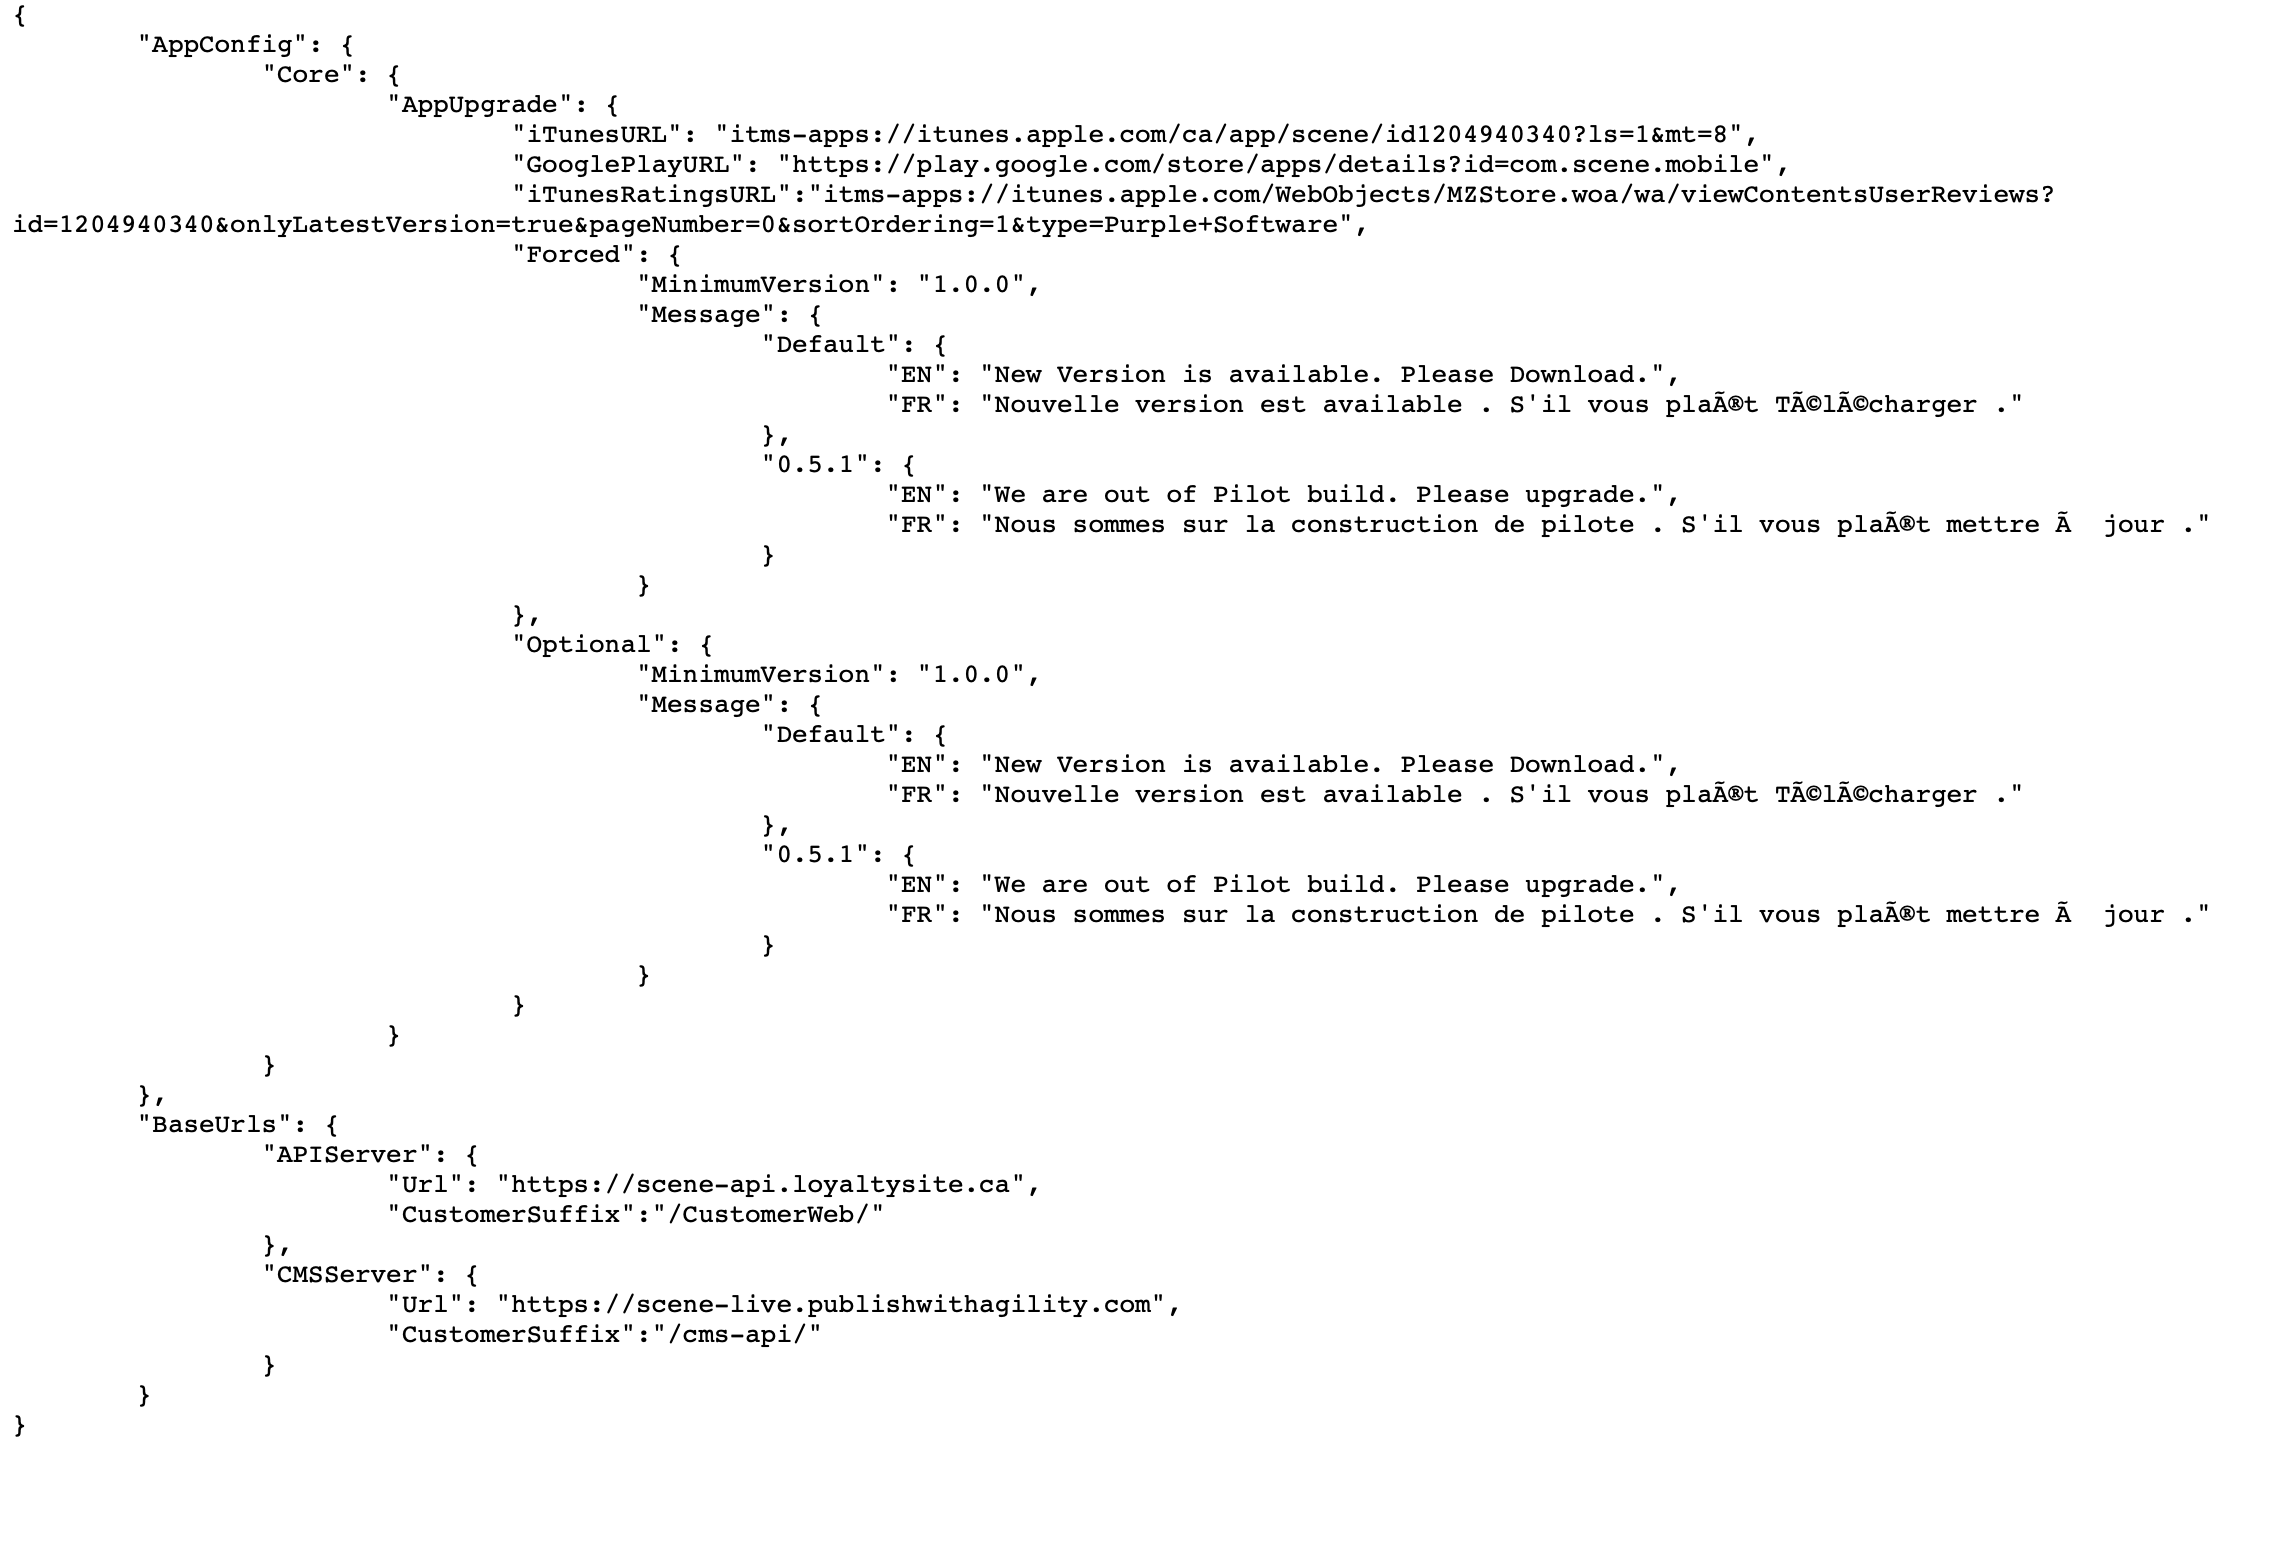 {
"AppConfig": {
"Core": {
"AppUpgrade": {
"iTunesURL": "itms-apps://itunes.apple.com/ca/app/scene/id1204940340?ls=1&mt=8",
"GooglePlayURL": "https://play.google.com/store/apps/details?id=com.scene.mobile",
"iTunesRatingsURL":"itms-apps://itunes.apple.com/WebObjects/MZStore.woa/wa/viewContentsUserReviews?
id=1204940340&onlyLatestVersion=true&pageNumber=0&sortOrdering=1&type=Purple+Software",
"Forced": {
"MinimumVersion": "1.0.0",
"Message": {
"Default": {
"EN": "New Version is available. Please Download.",
"FR": "Nouvelle version est available . S'il vous plaÃ®t TÃ©lÃ©charger ."
},
"0.5.1": {
"EN": "We are out of Pilot build. Please upgrade.",
"FR": "Nous sommes sur la construction de pilote . S'il vous plaÃ®t mettre Ã  jour ."
}
}
},
"Optional": {
"MinimumVersion": "1.0.0",
"Message": {
"Default": {
"EN": "New Version is available. Please Download.",
"FR": "Nouvelle version est available . S'il vous plaÃ®t TÃ©lÃ©charger ."
},
"0.5.1": {
"EN": "We are out of Pilot build. Please upgrade.",
"FR": "Nous sommes sur la construction de pilote . S'il vous plaÃ®t mettre Ã  jour ."
}
}
}
}
}
},
"BaseUrls": {
"APIServer": {
"Url": "https://scene-api.loyaltysite.ca",
"CustomerSuffix":"/CustomerWeb/"
},
"CMSServer": {
"Url": "https://scene-live.publishwithagility.com",
"CustomerSuffix":"/cms-api/"
}
}
}